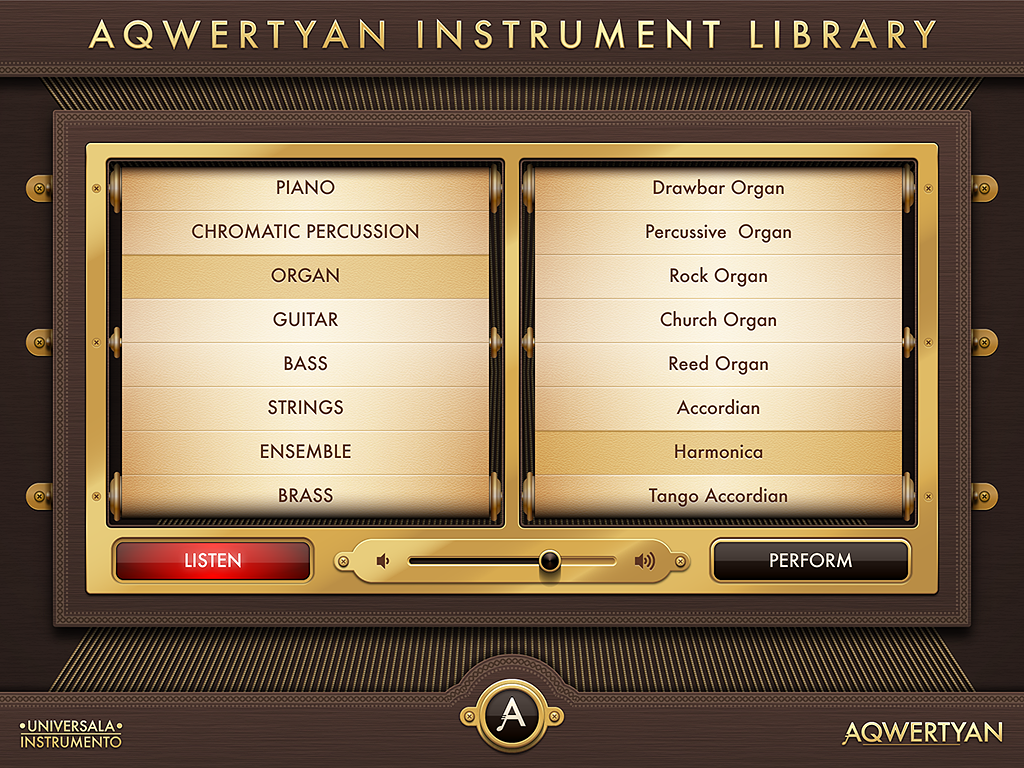 AQWERTYAN INSTRUMENT LIBRARY
PIANO
CHROMATIC PERCUSSION
ORGAN
GUITAR
BASS
STRINGS
ENSEMBLE
BRASS
Drawbar Organ
Percussive Organ
Rock Organ
Church Organ
Reed Organ
Accordian
Harmonica
Tango Accordian
LISTEN
PERFORM
A
•UNIVERSALA•
INSTRUMENTO
AQWERTYAN